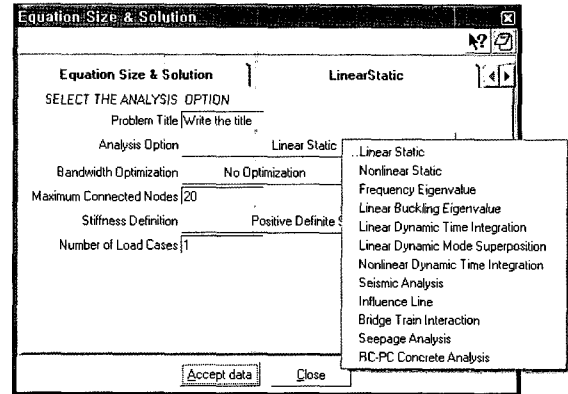 Equation Size & Solution
Equation Size & Solution
LinearStatic
SELECT THE ANALYSIS OPTION
Problem Title Write the title
Analysis Option Linear Static
Bandwidth Optimization No Optimization
Maximum Connected Nodes 20
Stiffness Definition Positive Definite S
Number of Load Cases 1
Linear Static
Nonlinear Static
Frequency Eigenvalue
Linear Buckling Eigenvalue
Linear Dynamic Time Integration
Linear Dynamic Mode Superposition
Nonlinear Dynamic Time Integration
Seismic Analysis
Influence Line
Bridge Train Interaction
Seepage Analysis
RC-PC Concrete Analysis
Accept data Close